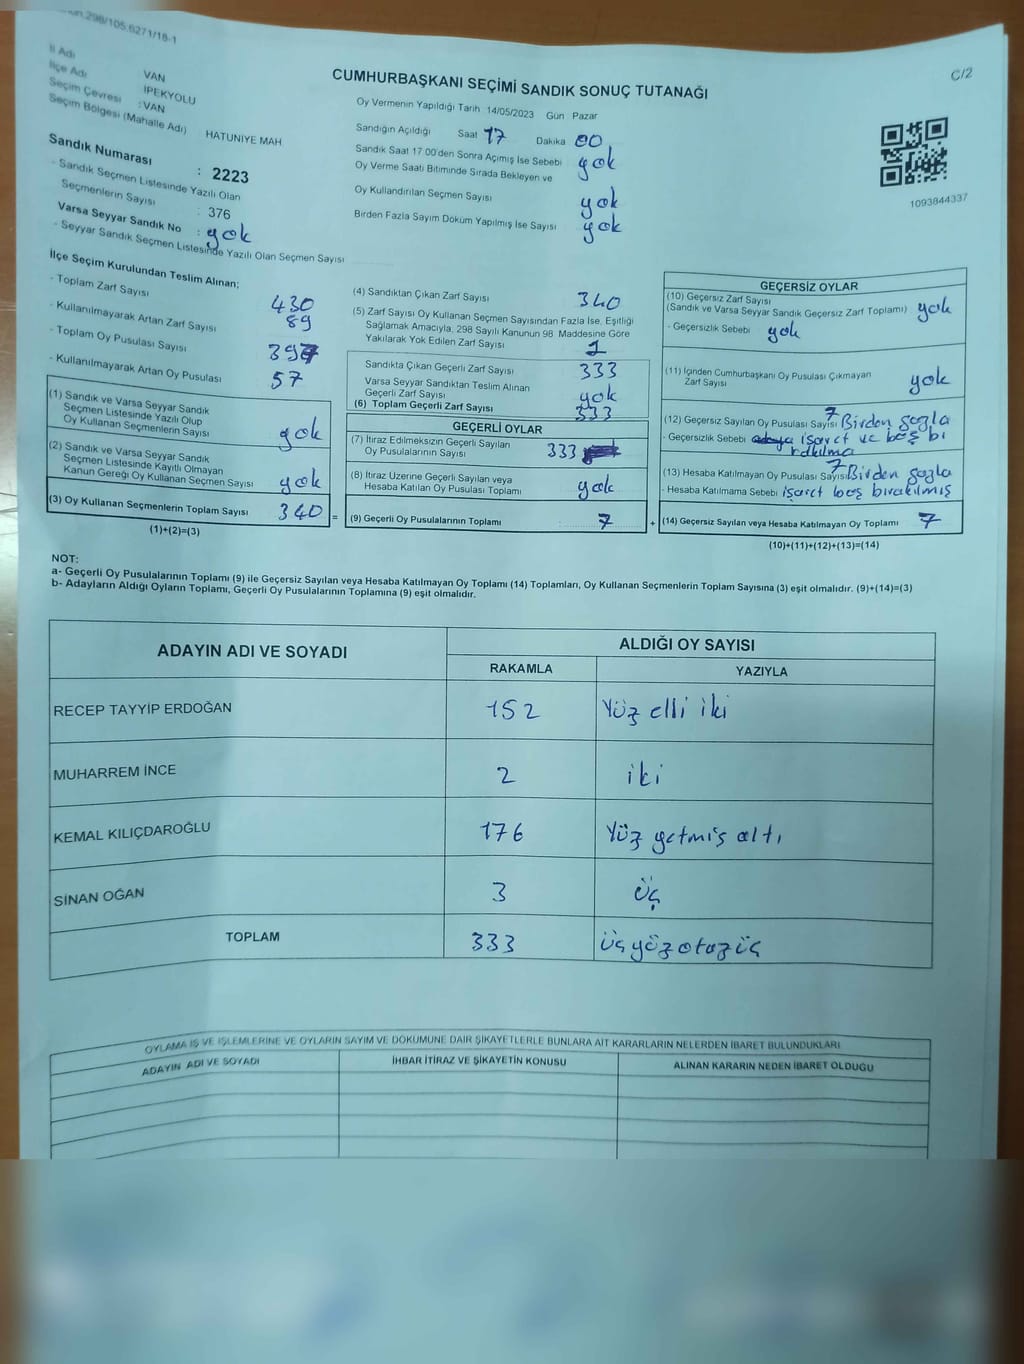 298/105.6271/18-1
C/2
İl Adı VAN
İlçe Adı İPEKYOLU
Seçim Çevresi : VAN
Seçim Bölgesi (Mahalle Adı) HATUNİYE MAH.
Sandık Numarası : 2223
- Sandık Seçmen Listesinde Yazılı Olan
Seçmenlerin Sayısı : 376
Varsa Seyyar Sandık No : yok
- Seyyar Sandık Seçmen Listesinde Yazılı Olan Seçmen Sayısı
CUMHURBAŞKANI SEÇİMİ SANDIK SONUÇ TUTANAĞI
Oy Vermenin Yapıldığı Tarih 14/05/2023 Gün Pazar
Sandığın Açıldığı Saat 17 Dakika 00
Sandık Saat 17.00'den Sonra Açılmış İse Sebebi yok
Oy Verme Saati Bitiminde Sırada Bekleyen ve
Oy Kullandırılan Seçmen Sayısı yok
Birden Fazla Sayım Döküm Yapılmış İse Sayısı yok
1093844337
İlçe Seçim Kurulundan Teslim Alınan;
- Toplam Zarf Sayısı 430
- Kullanılmayarak Artan Zarf Sayısı 89
- Toplam Oy Pusulası Sayısı 397
- Kullanılmayarak Artan Oy Pusulası 57
(1) Sandık ve Varsa Seyyar Sandık
Seçmen Listesinde Yazılı Olup
Oy Kullanan Seçmenlerin Sayısı yok
(2) Sandık ve Varsa Seyyar Sandık
Seçmen Listesinde Kayıtlı Olmayan
Kanun Gereği Oy Kullanan Seçmen Sayısı yok
(3) Oy Kullanan Seçmenlerin Toplam Sayısı 340 =
(1)+(2)=(3)
(4) Sandıktan Çıkan Zarf Sayısı 340
(5) Zarf Sayısı Oy Kullanan Seçmen Sayısından Fazla İse, Eşitliği
Sağlamak Amacıyla, 298 Sayılı Kanunun 98. Maddesine Göre
Yakılarak Yok Edilen Zarf Sayısı 1
Sandıkta Çıkan Geçerli Zarf Sayısı 333
Varsa Seyyar Sandıktan Teslim Alınan
Geçerli Zarf Sayısı yok
(6) Toplam Geçerli Zarf Sayısı 333
GEÇERLİ OYLAR
(7) İtiraz Edilmeksizin Geçerli Sayılan
Oy Pusulalarının Sayısı 333
(8) İtiraz Üzerine Geçerli Sayılan veya
Hesaba Katılan Oy Pusulası Toplamı yok
(9) Geçerli Oy Pusulalarının Toplamı : 7 +
GEÇERSİZ OYLAR
(10) Geçersiz Zarf Sayısı
(Sandık ve Varsa Seyyar Sandık Geçersiz Zarf Toplamı) yok
- Geçersizlik Sebebi yok
(11) İçinden Cumhurbaşkanı Oy Pusulası Çıkmayan
Zarf Sayısı yok
(12) Geçersiz Sayılan Oy Pusulası Sayısı 7 Birden fazla
- Geçersizlik Sebebi işaret ve boş bı
rakılma
(13) Hesaba Katılmayan Oy Pusulası Sayısı 7 Birden fazla
- Hesaba Katılmama Sebebi işaret boş bırakılmış
(14) Geçersiz Sayılan veya Hesaba Katılmayan Oy Toplamı 7
(10)+(11)+(12)+(13)=(14)
NOT:
a- Geçerli Oy Pusulalarının Toplamı (9) ile Geçersiz Sayılan veya Hesaba Katılmayan Oy Toplamı (14) Toplamları, Oy Kullanan Seçmenlerin Toplam Sayısına (3) eşit olmalıdır. (9)+(14)=(3)
b- Adayların Aldığı Oyların Toplamı, Geçerli Oy Pusulalarının Toplamına (9) eşit olmalıdır.
ADAYIN ADI VE SOYADI ALDIĞI OY SAYISI
RAKAMLA YAZIYLA
RECEP TAYYİP ERDOĞAN 152 Yüz elli iki
MUHARREM İNCE 2 iki
KEMAL KILIÇDAROĞLU 176 Yüz yetmiş altı
SİNAN OĞAN 3 üç
TOPLAM 333 üçyüzotuzüç
OYLAMA İŞ VE İŞLEMLERİNE VE OYLARIN SAYIM VE DÖKÜMÜNE DAİR ŞİKAYETLERLE BUNLARA AİT KARARLARIN NELERDEN İBARET BULUNDUKLARI
ADAYIN ADI VE SOYADI İHBAR İTİRAZ VE ŞİKAYETİN KONUSU ALINAN KARARIN NEDEN İBARET OLDUĞU